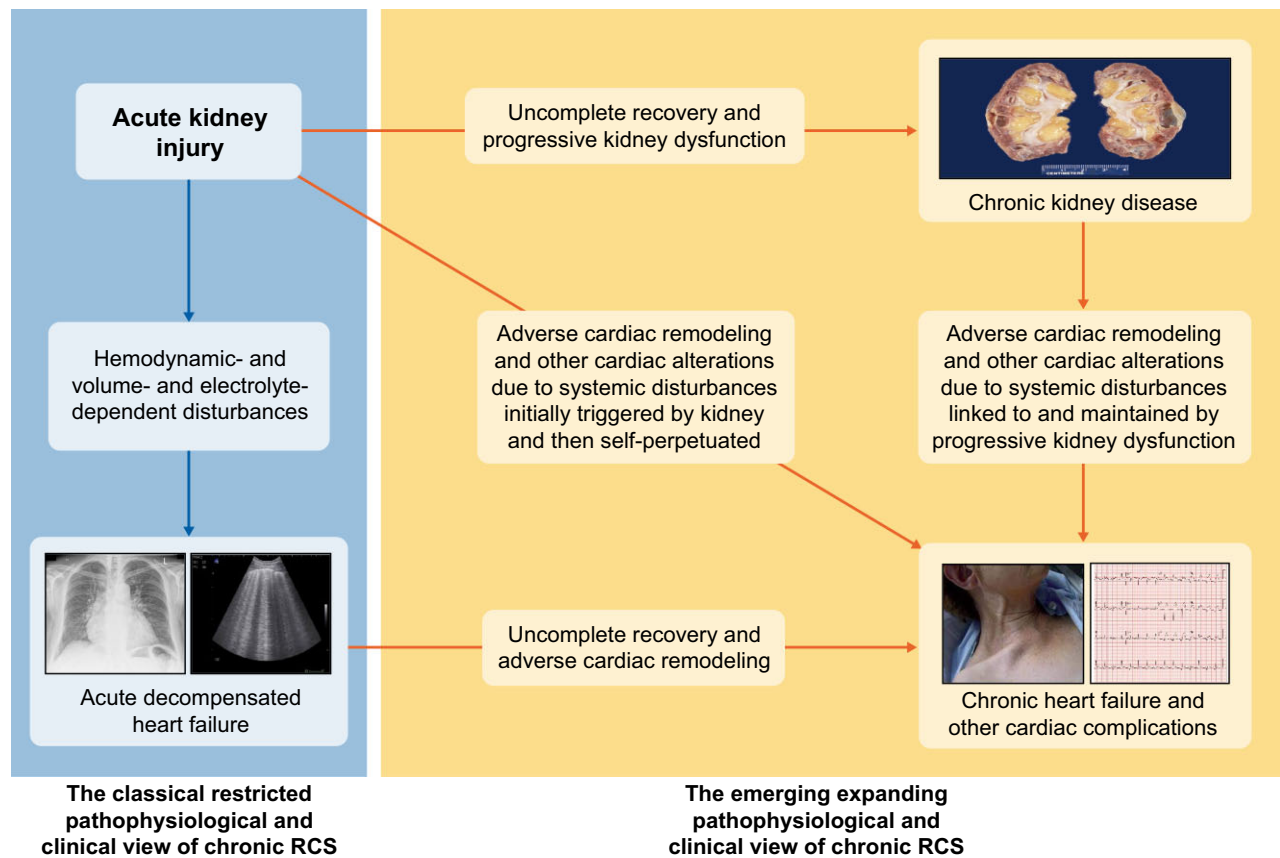 Acute kidney
injury
Uncomplete recovery and
progressive kidney dysfunction
CENTIMETERS
Chronic kidney disease
Hemodynamic- and
volume- and electrolyte-
dependent disturbances
Adverse cardiac remodeling
and other cardiac alterations
due to systemic disturbances
initially triggered by kidney
and then self-perpetuated
Adverse cardiac remodeling
and other cardiac alterations
due to systemic disturbances
linked to and maintained by
progressive kidney dysfunction
L
Acute decompensated
heart failure
Uncomplete recovery and
adverse cardiac remodeling
Chronic heart failure and
other cardiac complications
The classical restricted
pathophysiological and
clinical view of chronic RCS
The emerging expanding
pathophysiological and
clinical view of chronic RCS